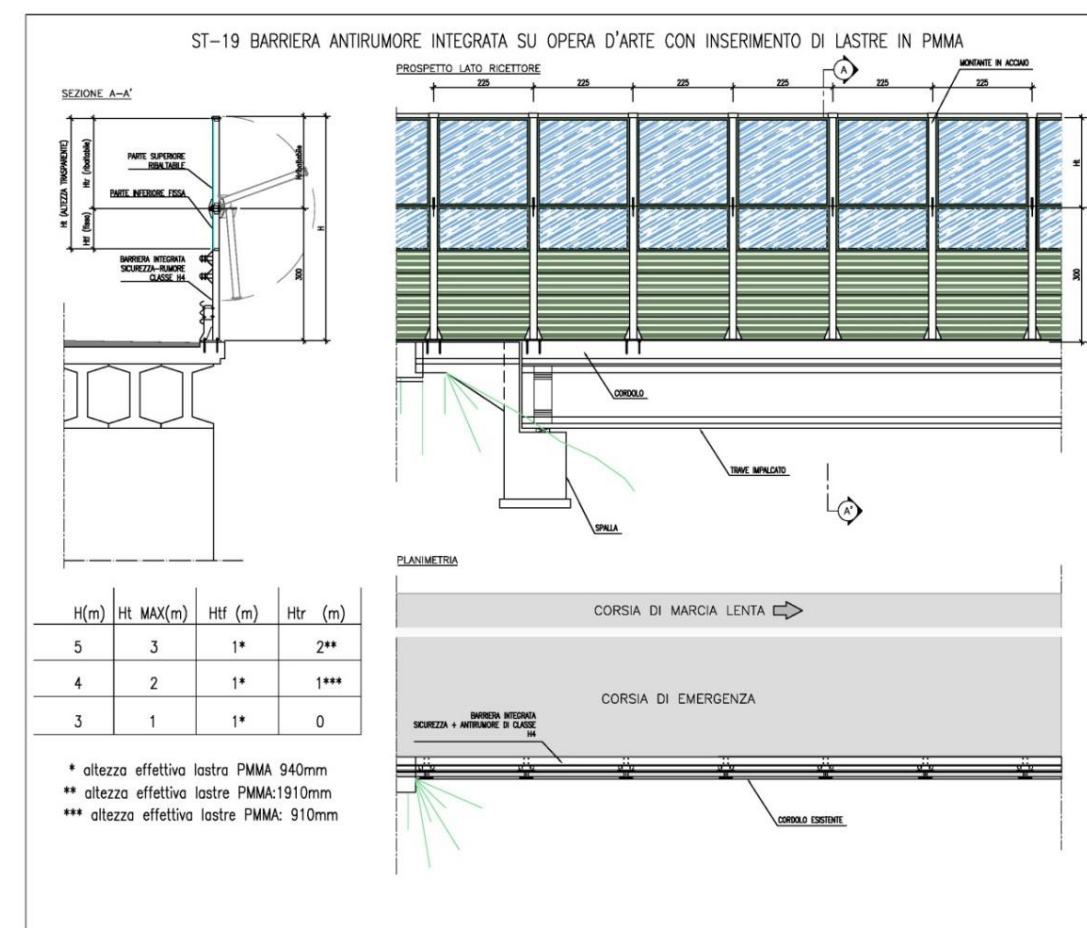 ST-19 BARRIERA ANTIRUMORE INTEGRATA SU OPERA D'ARTE CON INSERIMENTO DI LASTRE IN PMMA
SEZIONE A-A'
Ht (ALTEZZA TRASPARENTE)
Htr (ribaltabile)
Htf (fissa)
PARTE SUPERIORE
RIBALTABILE
PARTE INFERIORE FISSA
BARRIERA INTEGRATA
SICUREZZA-RUMORE
CLASSE H4
Hribaltabile
300
H
PROSPETTO LATO RICETTORE
A
MONTANTE IN ACCIAIO
225
225
225
225
225
225
Ht
300
CORDOLO
TRAVE IMPALCATO
SPALLA
A'
H(m) Ht MAX(m) Htf (m) Htr (m)
5 3 1* 2**
4 2 1* 1***
3 1 1* 0
* altezza effettiva lastra PMMA 940mm
** altezza effettiva lastre PMMA:1910mm
*** altezza effettiva lastre PMMA: 910mm
PLANIMETRIA
CORSIA DI MARCIA LENTA
CORSIA DI EMERGENZA
BARRIERA INTEGRATA
SICUREZZA + ANTIRUMORE DI CLASSE
H4
CORDOLO ESISTENTE